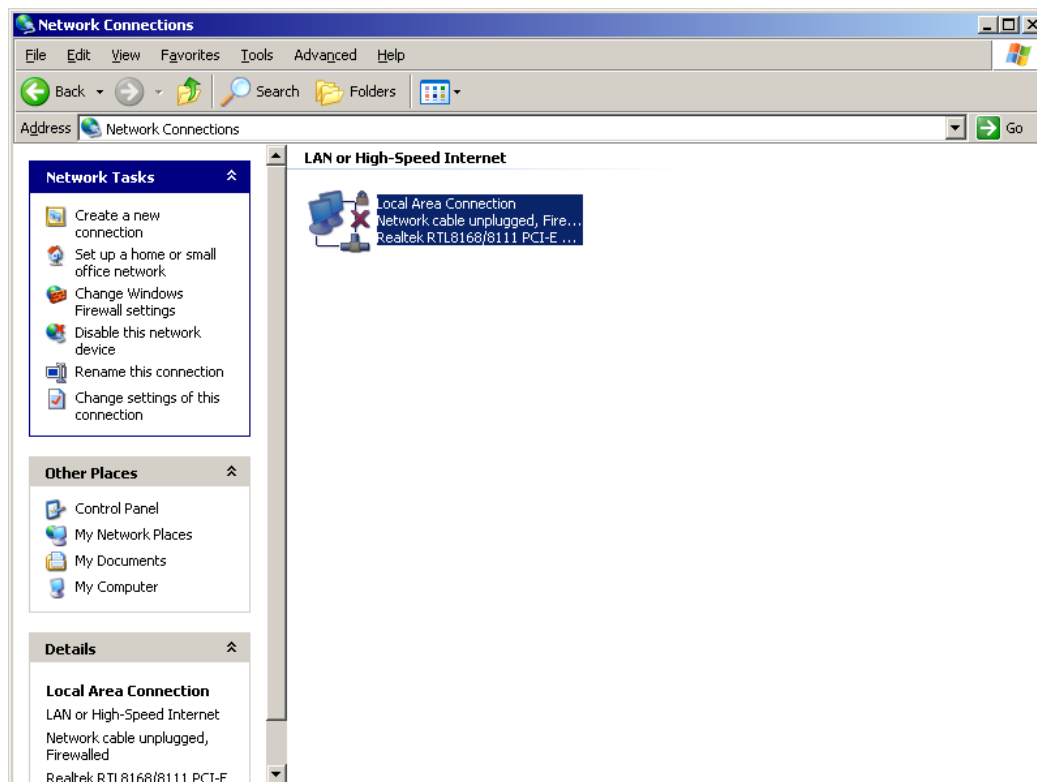 Network Connections
File Edit View Favorites Tools Advanced Help
Back Search Folders
Address Network Connections Go
Network Tasks
Create a new
connection
Set up a home or small
office network
Change Windows
Firewall settings
Disable this network
device
Rename this connection
Change settings of this
connection
Other Places
Control Panel
My Network Places
My Documents
My Computer
Details
Local Area Connection
LAN or High-Speed Internet
Network cable unplugged,
Firewalled
Realtek RTL8168/8111 PCI-E
LAN or High-Speed Internet
Local Area Connection
Network cable unplugged, Fire...
Realtek RTL8168/8111 PCI-E ...